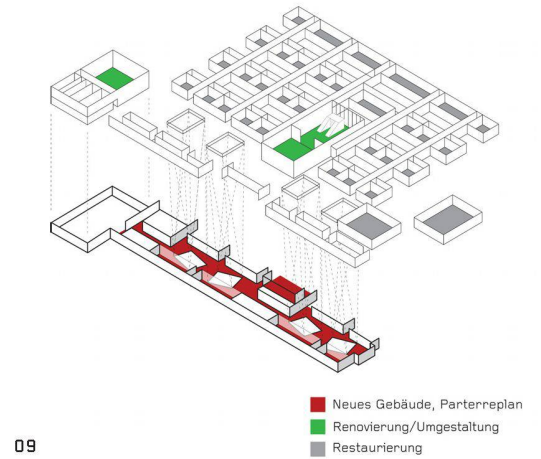 Neues Gebäude, Parterreplan
Renovierung/Umgestaltung
Restaurierung
09